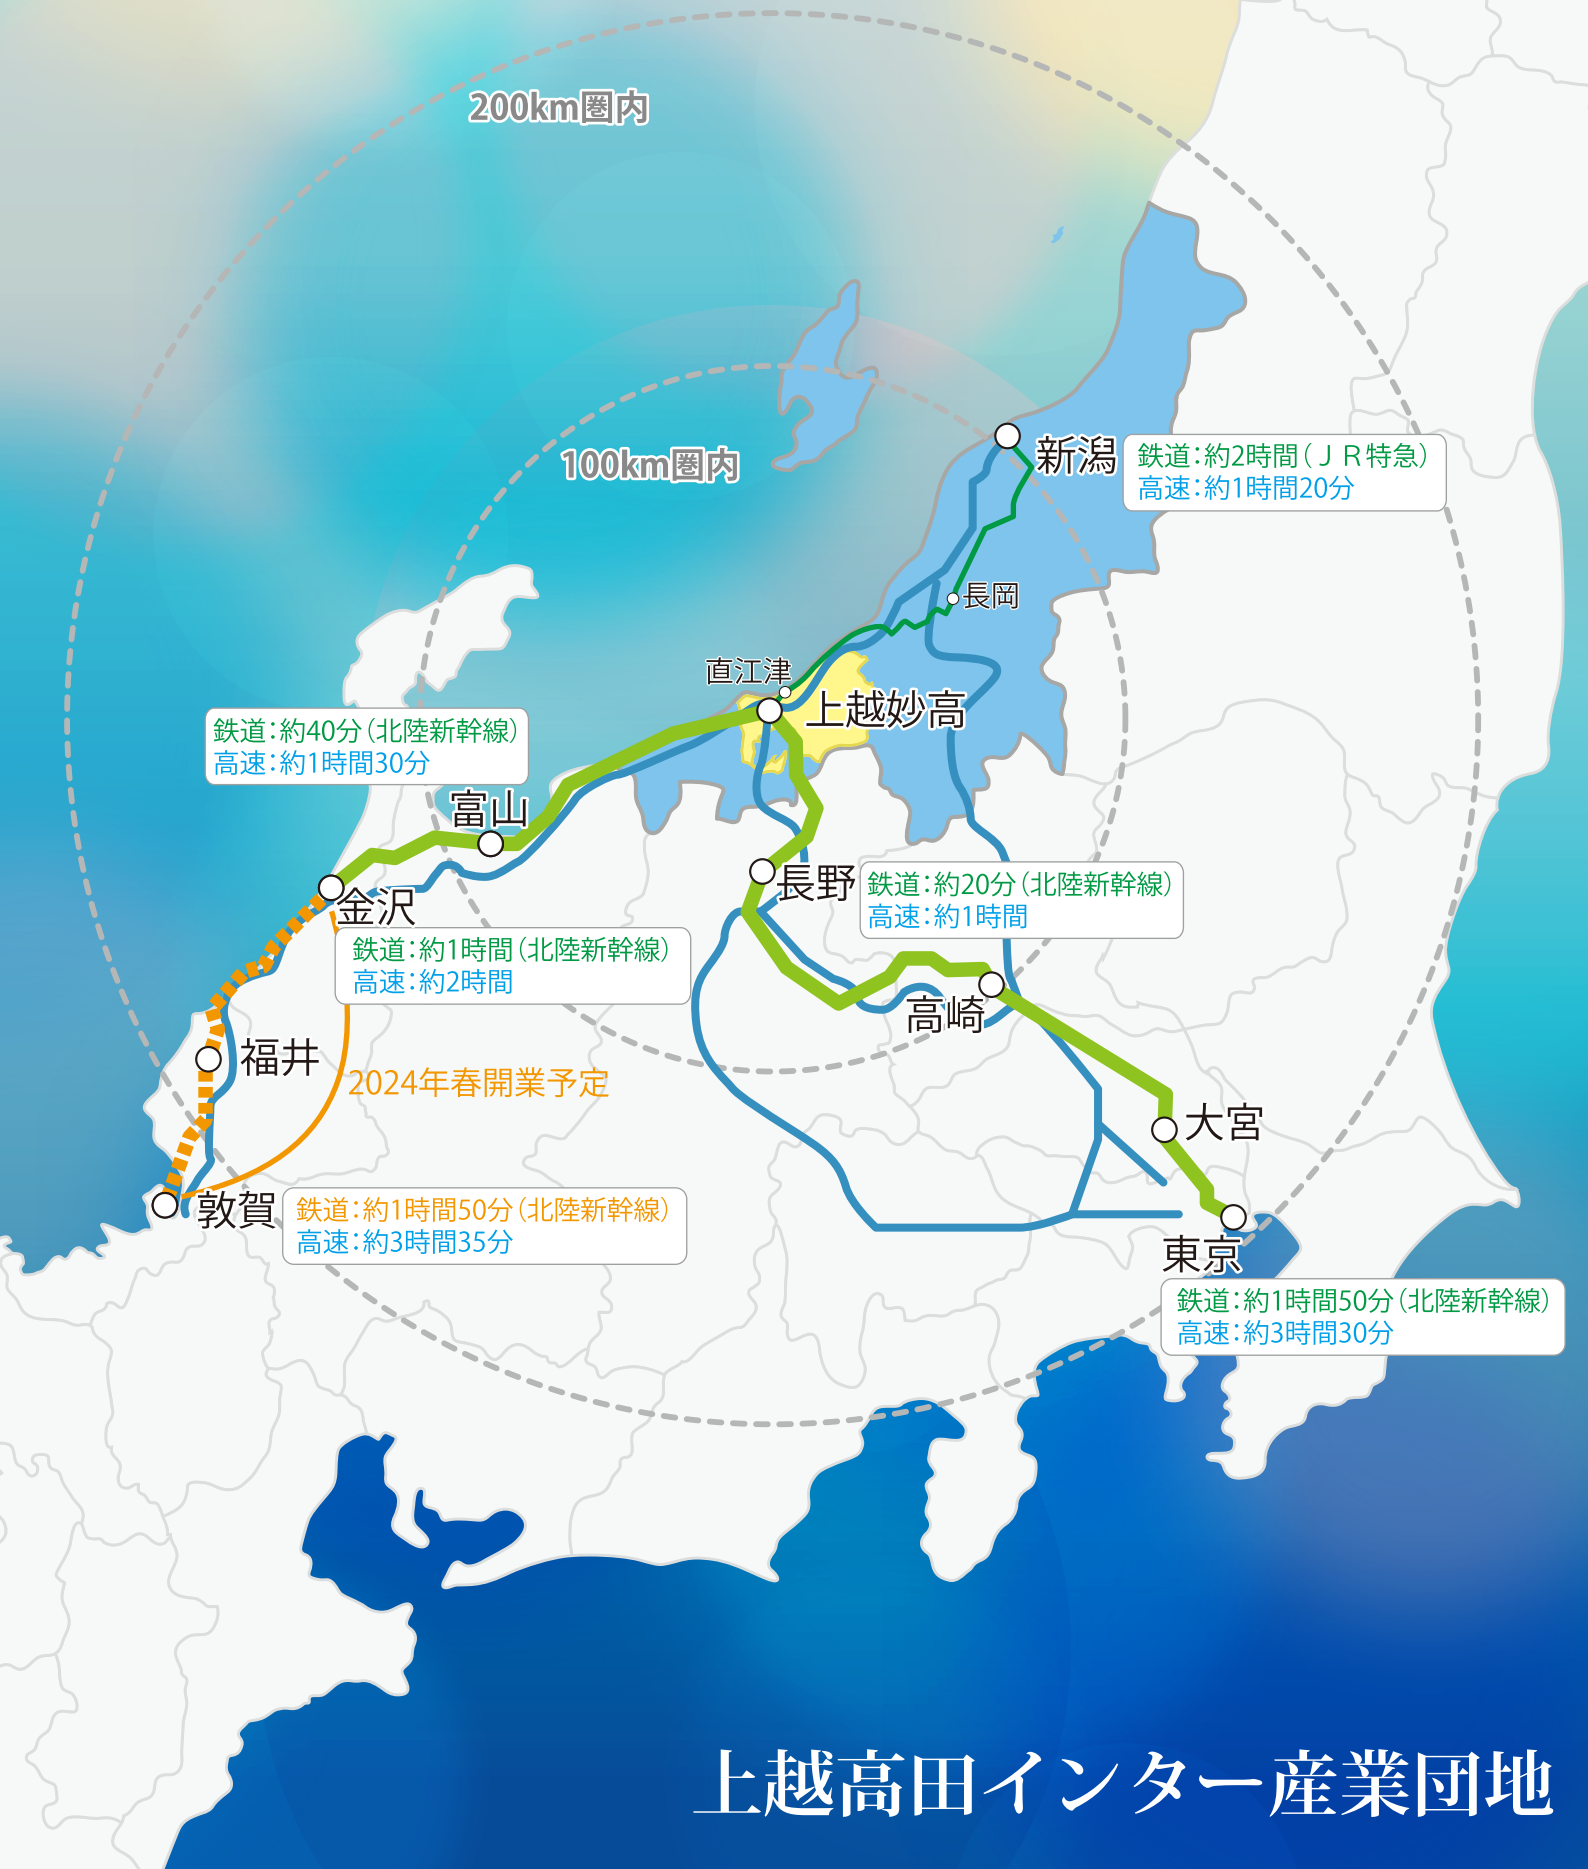 200km圏内
100km圏内
新潟
鉄道：約2時間（ＪＲ特急）
高速：約1時間20分
長岡
直江津
上越妙高
鉄道：約40分（北陸新幹線）
高速：約1時間30分
富山
長野
鉄道：約20分（北陸新幹線）
高速：約1時間
金沢
鉄道：約1時間（北陸新幹線）
高速：約2時間
高崎
福井
2024年春開業予定
大宮
敦賀
鉄道：約1時間50分（北陸新幹線）
高速：約3時間35分
東京
鉄道：約1時間50分（北陸新幹線）
高速：約3時間30分
上越高田インター産業団地